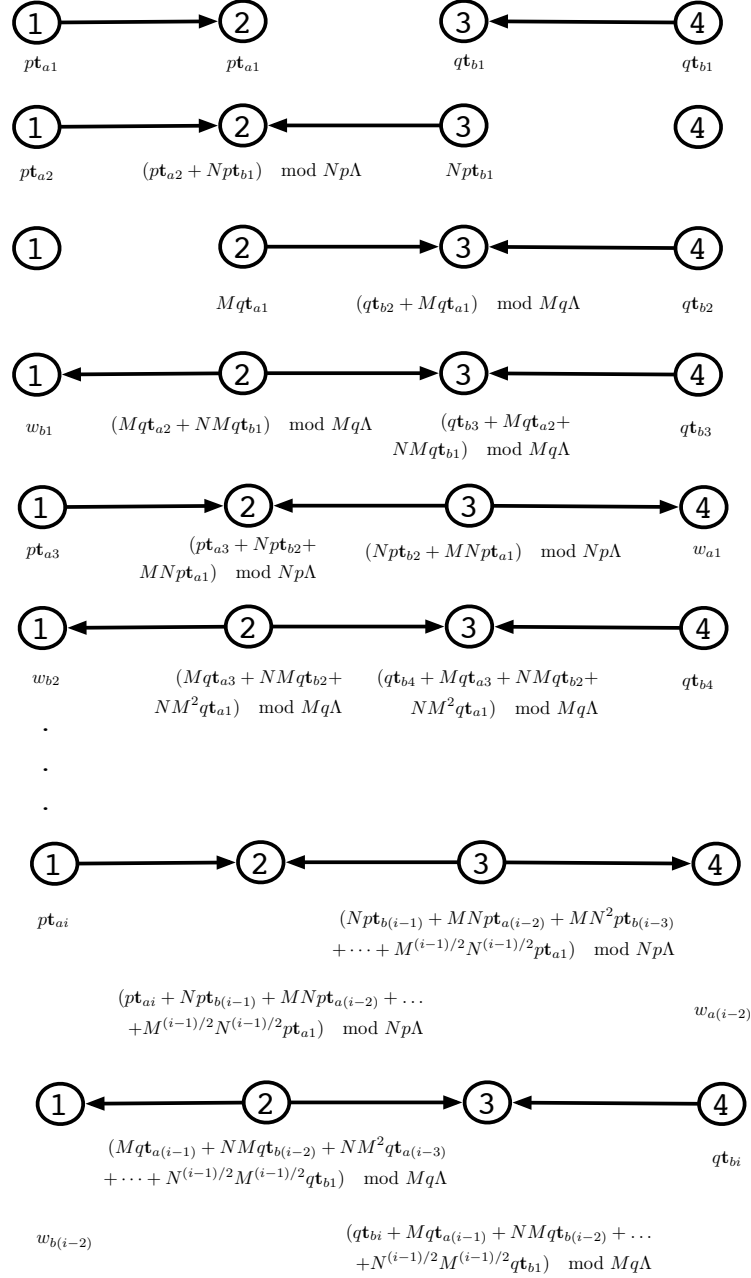 1 2 3 4
p𝐭_{a1} p𝐭_{a1} q𝐭_{b1} q𝐭_{b1}
1 2 3 4
p𝐭_{a2} (p𝐭_{a2} + Np𝐭_{b1}) mod NpΛ Np𝐭_{b1}
1 2 3 4
Mq𝐭_{a1} (q𝐭_{b2} + Mq𝐭_{a1}) mod MqΛ q𝐭_{b2}
1 2 3 4
w_{b1} (Mq𝐭_{a2} + NMq𝐭_{b1}) mod MqΛ (q𝐭_{b3} + Mq𝐭_{a2}+ q𝐭_{b3}
NMq𝐭_{b1}) mod MqΛ
1 2 3 4
p𝐭_{a3} (p𝐭_{a3} + Np𝐭_{b2}+ (Np𝐭_{b2} + MNp𝐭_{a1}) mod NpΛ w_{a1}
MNp𝐭_{a1}) mod NpΛ
1 2 3 4
w_{b2} (Mq𝐭_{a3} + NMq𝐭_{b2}+ (q𝐭_{b4} + Mq𝐭_{a3} + NMq𝐭_{b2}+ q𝐭_{b4}
NM^2q𝐭_{a1}) mod MqΛ NM^2q𝐭_{a1}) mod MqΛ
.
.
.
1 2 3 4
p𝐭_{ai} (Np𝐭_{b(i−1)} + MNp𝐭_{a(i−2)} + MN^2p𝐭_{b(i−3)}
+ ⋯ + M^{(i−1)/2}N^{(i−1)/2}p𝐭_{a1}) mod NpΛ
(p𝐭_{ai} + Np𝐭_{b(i−1)} + MNp𝐭_{a(i−2)} + … w_{a(i−2)}
+M^{(i−1)/2}N^{(i−1)/2}p𝐭_{a1}) mod NpΛ
1 2 3 4
(Mq𝐭_{a(i−1)} + NMq𝐭_{b(i−2)} + NM^2q𝐭_{a(i−3)} q𝐭_{bi}
+ ⋯ + N^{(i−1)/2}M^{(i−1)/2}q𝐭_{b1}) mod MqΛ
w_{b(i−2)} (q𝐭_{bi} + Mq𝐭_{a(i−1)} + NMq𝐭_{b(i−2)} + …
+N^{(i−1)/2}M^{(i−1)/2}q𝐭_{b1}) mod MqΛ